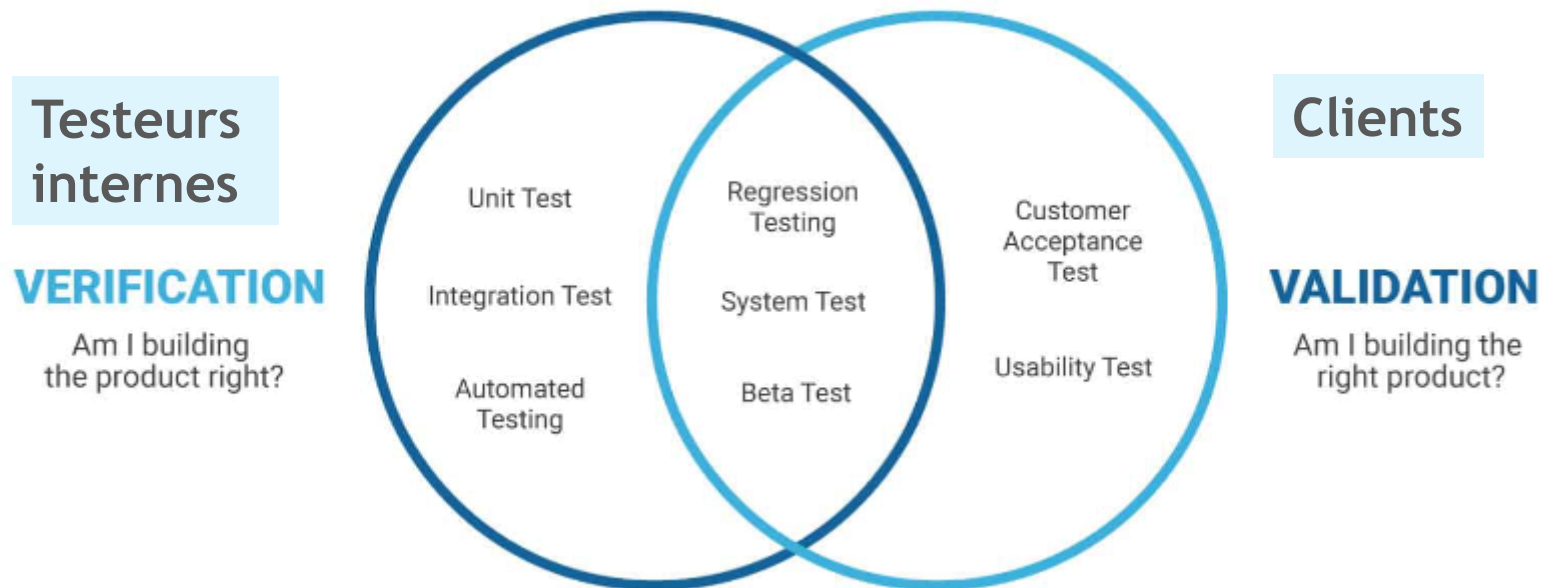 Testeurs
internes
VERIFICATION
Am I building
the product right?
Unit Test
Integration Test
Automated
Testing
Regression
Testing
System Test
Beta Test
Customer
Acceptance
Test
Usability Test
Clients
VALIDATION
Am I building the
right product?